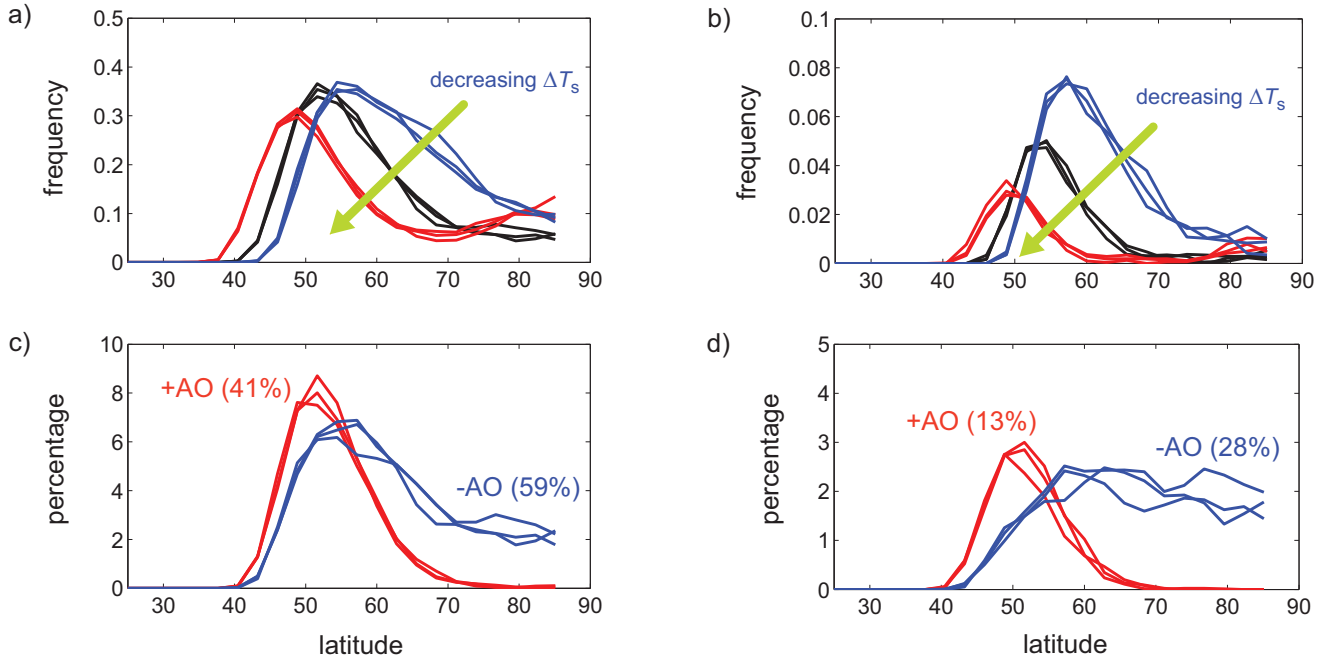 a)
0.5
0.4
0.3
0.2
0.1
0
frequency
decreasing ΔTs
30 40 50 60 70 80 90
b)
0.1
0.08
0.06
0.04
0.02
0
frequency
decreasing ΔTs
30 40 50 60 70 80 90
c)
10
8
6
4
2
0
percentage
+AO (41%)
-AO (59%)
30 40 50 60 70 80 90
latitude
d)
5
4
3
2
1
0
percentage
+AO (13%)
-AO (28%)
30 40 50 60 70 80 90
latitude